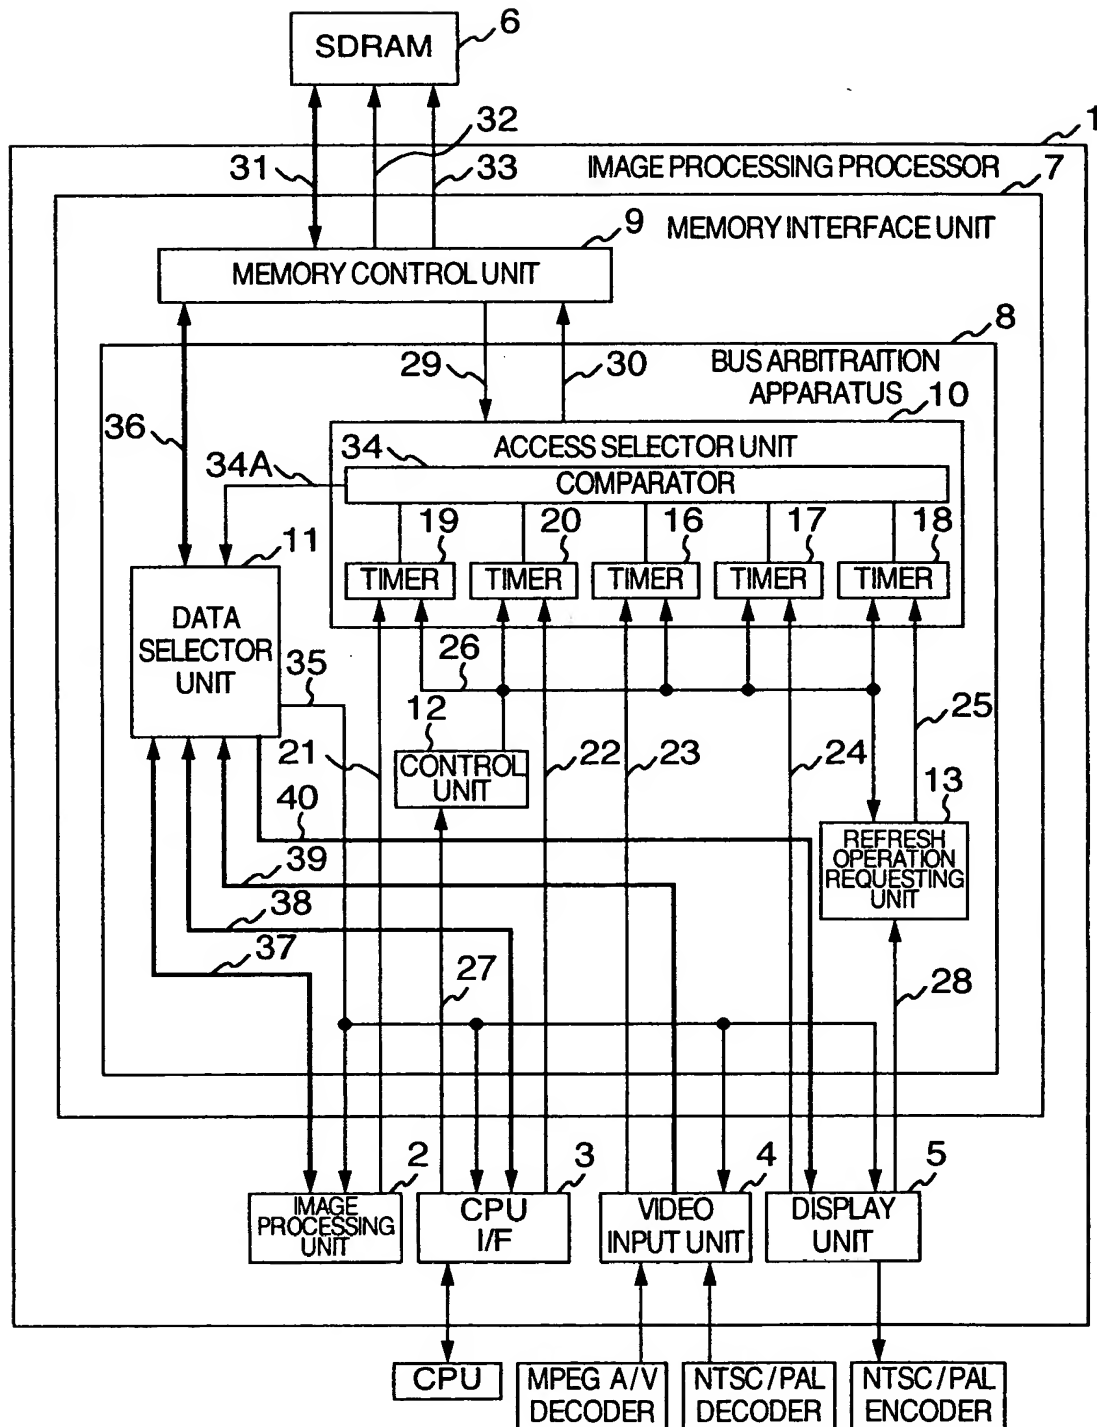 SDRAM
6
1
32
31
33
IMAGE PROCESSING PROCESSOR
7
9
MEMORY INTERFACE UNIT
MEMORY CONTROL UNIT
8
29
30
BUS ARBITRAITION
APPARATUS
10
36
34
ACCESS SELECTOR UNIT
34A
COMPARATOR
19
20
16
17
18
11
TIMER
TIMER
TIMER
TIMER
TIMER
DATA
SELECTOR
UNIT
35
26
12
25
21
CONTROL
UNIT
22
23
24
13
40
REFRESH
OPERATION
REQUESTING
UNIT
39
38
37
27
28
2
3
4
5
IMAGE
PROCESSING
UNIT
CPU
I/F
VIDEO
INPUT UNIT
DISPLAY
UNIT
CPU
MPEG A/V
DECODER
NTSC/PAL
DECODER
NTSC/PAL
ENCODER